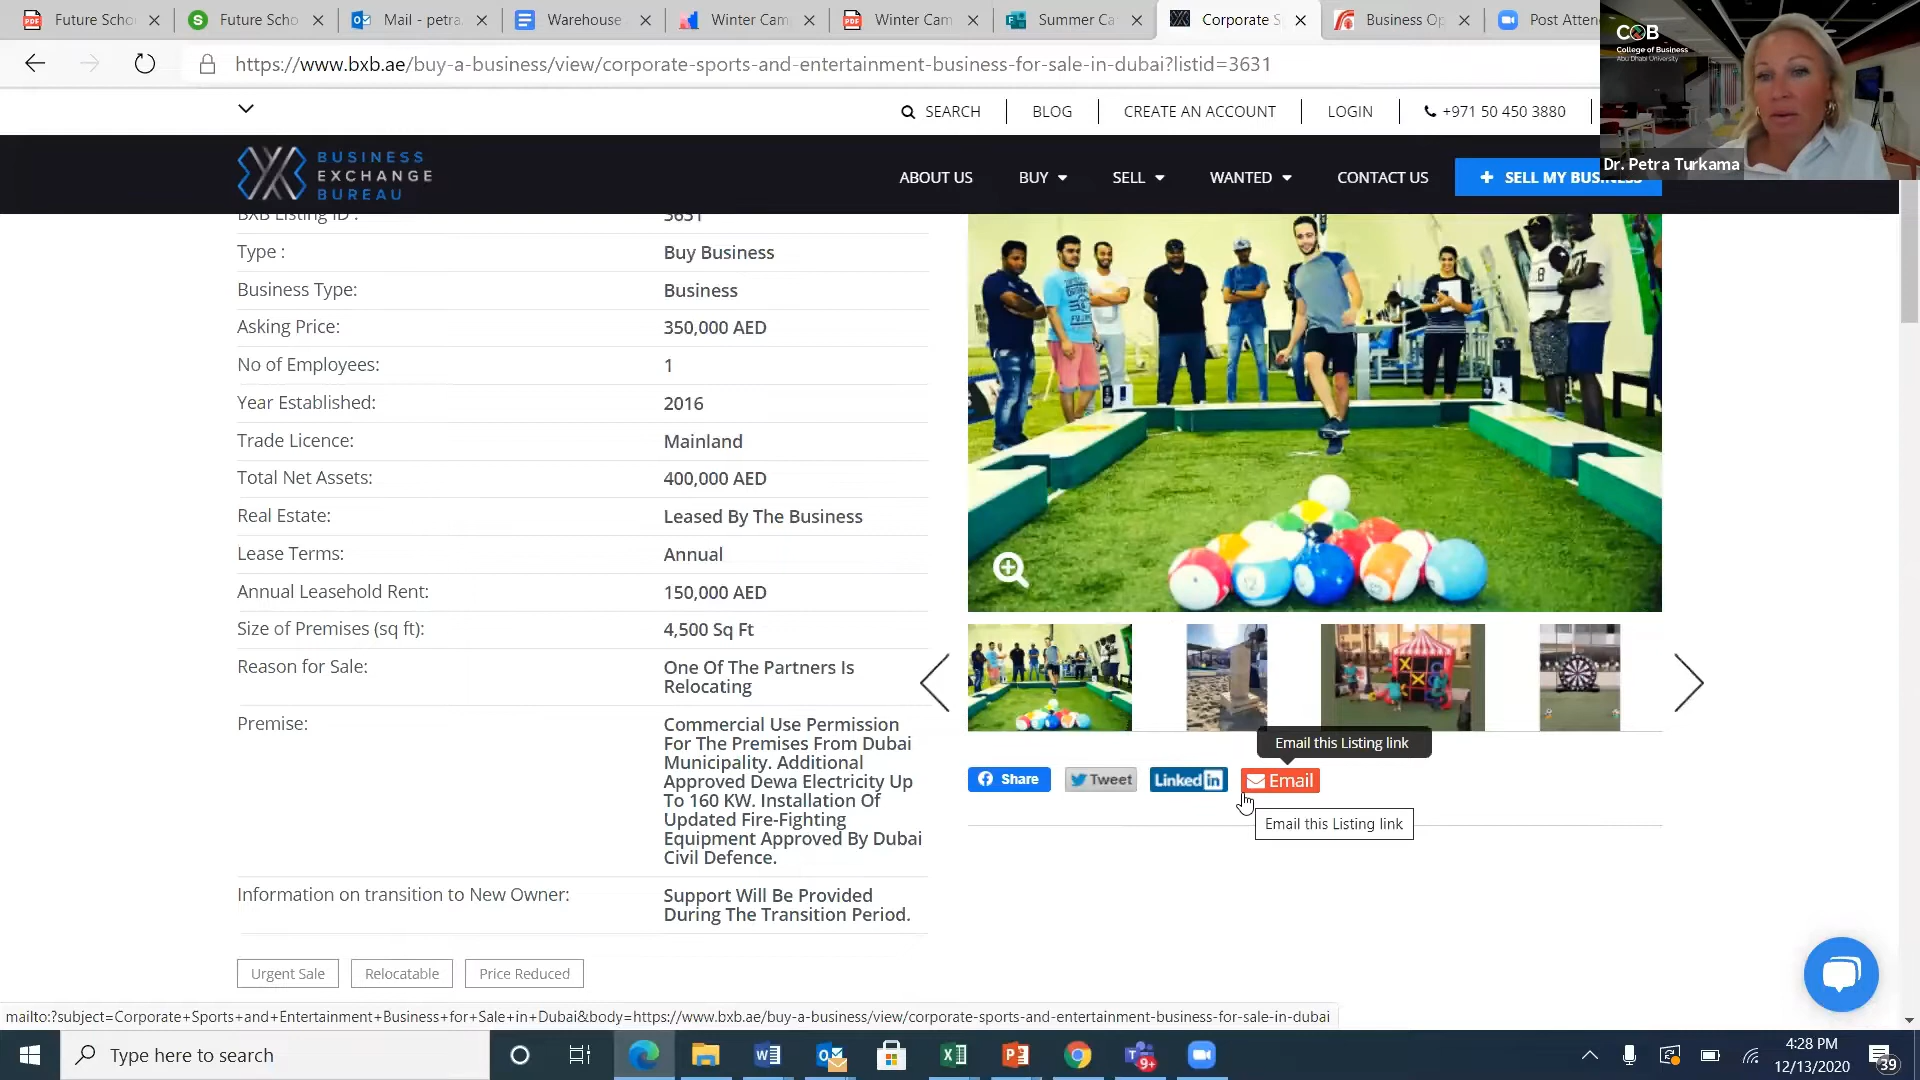 Future Scho
Future Scho
Mail - petra.
Warehouse
Winter Cam
Winter Cam
Summer Ca
Corporate S
Business Op
Post Atten
https://www.bxb.ae/buy-a-business/view/corporate-sports-and-entertainment-business-for-sale-in-dubai?listid=3631
COB
College of Business
Abu Dhabi University
Dr. Petra Turkama
SEARCH
BLOG
CREATE AN ACCOUNT
LOGIN
+971 50 450 3880
BUSINESS
EXCHANGE
BUREAU
ABOUT US
BUY
SELL
WANTED
CONTACT US
+ SELL MY BUSINESS
BXB Listing ID : 3631
Type : Buy Business
Business Type: Business
Asking Price: 350,000 AED
No of Employees: 1
Year Established: 2016
Trade Licence: Mainland
Total Net Assets: 400,000 AED
Real Estate: Leased By The Business
Lease Terms: Annual
Annual Leasehold Rent: 150,000 AED
Size of Premises (sq ft): 4,500 Sq Ft
Reason for Sale: One Of The Partners Is
Relocating
Premise: Commercial Use Permission
For The Premises From Dubai
Municipality. Additional
Approved Dewa Electricity Up
To 160 KW. Installation Of
Updated Fire-Fighting
Equipment Approved By Dubai
Civil Defence.
Information on transition to New Owner: Support Will Be Provided
During The Transition Period.
Urgent Sale
Relocatable
Price Reduced
Email this Listing link
Share
Tweet
Linked in
Email
Email this Listing link
mailto:?subject=Corporate+Sports+and+Entertainment+Business+for+Sale+in+Dubai&body=https://www.bxb.ae/buy-a-business/view/corporate-sports-and-entertainment-business-for-sale-in-dubai
Type here to search
9+
4:28 PM
12/13/2020
39